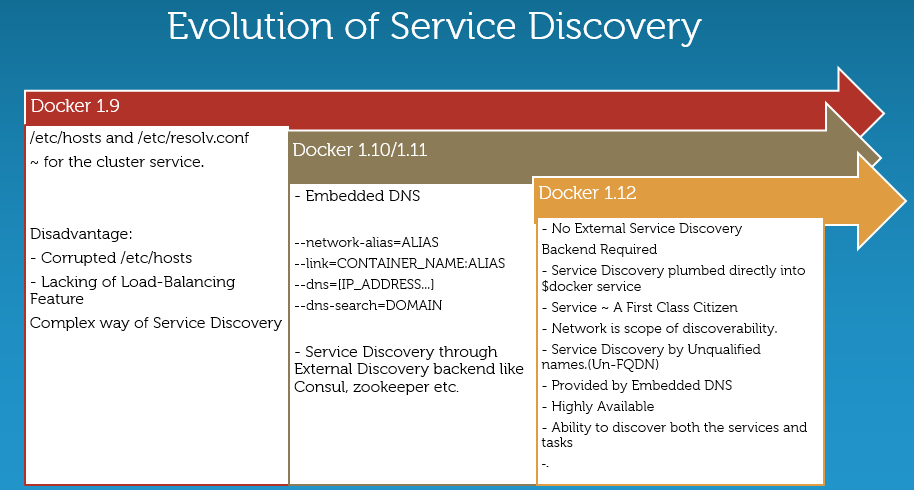 Evolution of Service Discovery
Docker 1.9
/etc/hosts and /etc/resolv.conf
~ for the cluster service.
Disadvantage:
- Corrupted /etc/hosts
- Lacking of Load-Balancing
Feature
Complex way of Service Discovery
Docker 1.10/1.11
- Embedded DNS
--network-alias=ALIAS
--link=CONTAINER_NAME:ALIAS
--dns=[IP_ADDRESS...]
--dns-search=DOMAIN
- Service Discovery through
External Discovery backend like
Consul, zookeeper etc.
Docker 1.12
- No External Service Discovery
Backend Required
- Service Discovery plumbed directly into
$docker service
- Service ~ A First Class Citizen
- Network is scope of discoverability.
- Service Discovery by Unqualified
names.(Un-FQDN)
- Provided by Embedded DNS
- Highly Available
- Ability to discover both the services and
tasks
-.